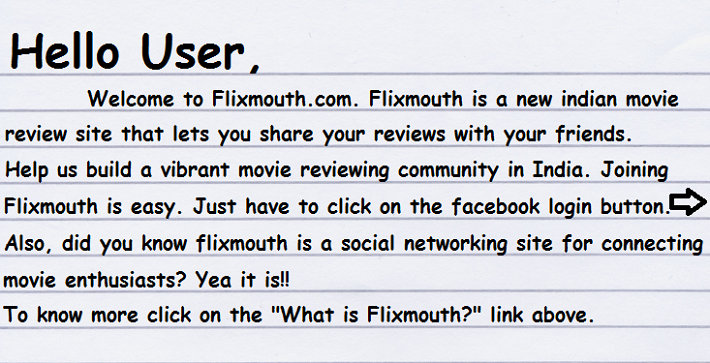 Hello User,
Welcome to Flixmouth.com. Flixmouth is a new indian movie
review site that lets you share your reviews with your friends.
Help us build a vibrant movie reviewing community in India. Joining
Flixmouth is easy. Just have to click on the facebook login button.
Also, did you know flixmouth is a social networking site for connecting
movie enthusiasts? Yea it is!!
To know more click on the "What is Flixmouth?" link above.